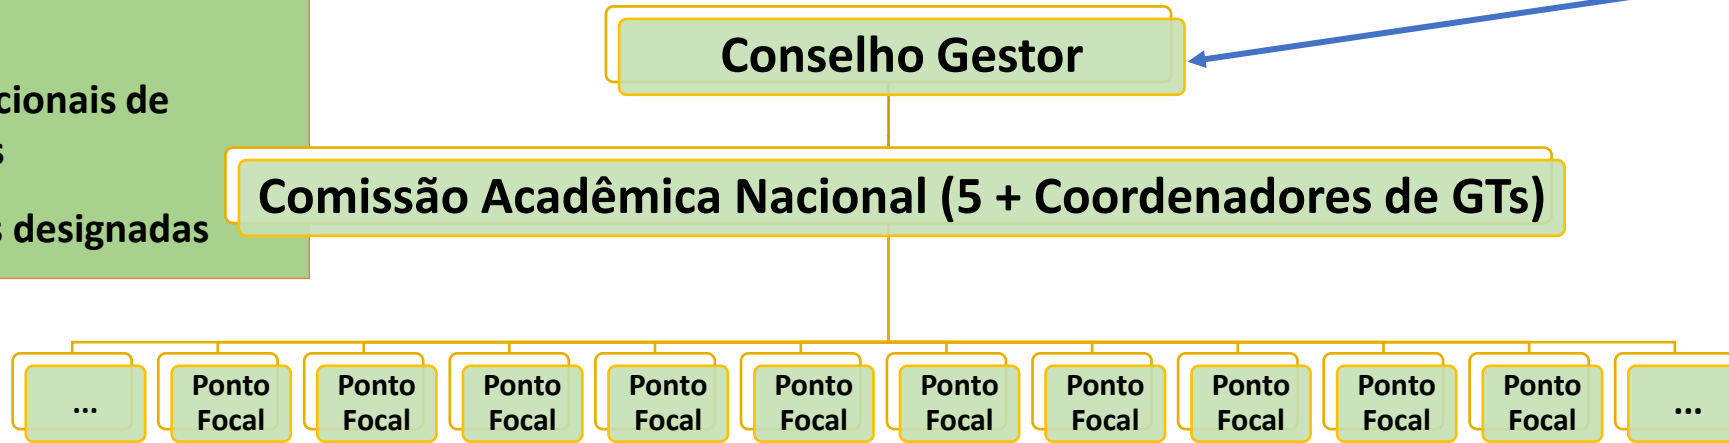 Conselho Gestor
cionais de
s
s designadas
Comissão Acadêmica Nacional (5 + Coordenadores de GTs)
...
Ponto
Focal
Ponto
Focal
Ponto
Focal
Ponto
Focal
Ponto
Focal
Ponto
Focal
Ponto
Focal
Ponto
Focal
Ponto
Focal
Ponto
Focal
...